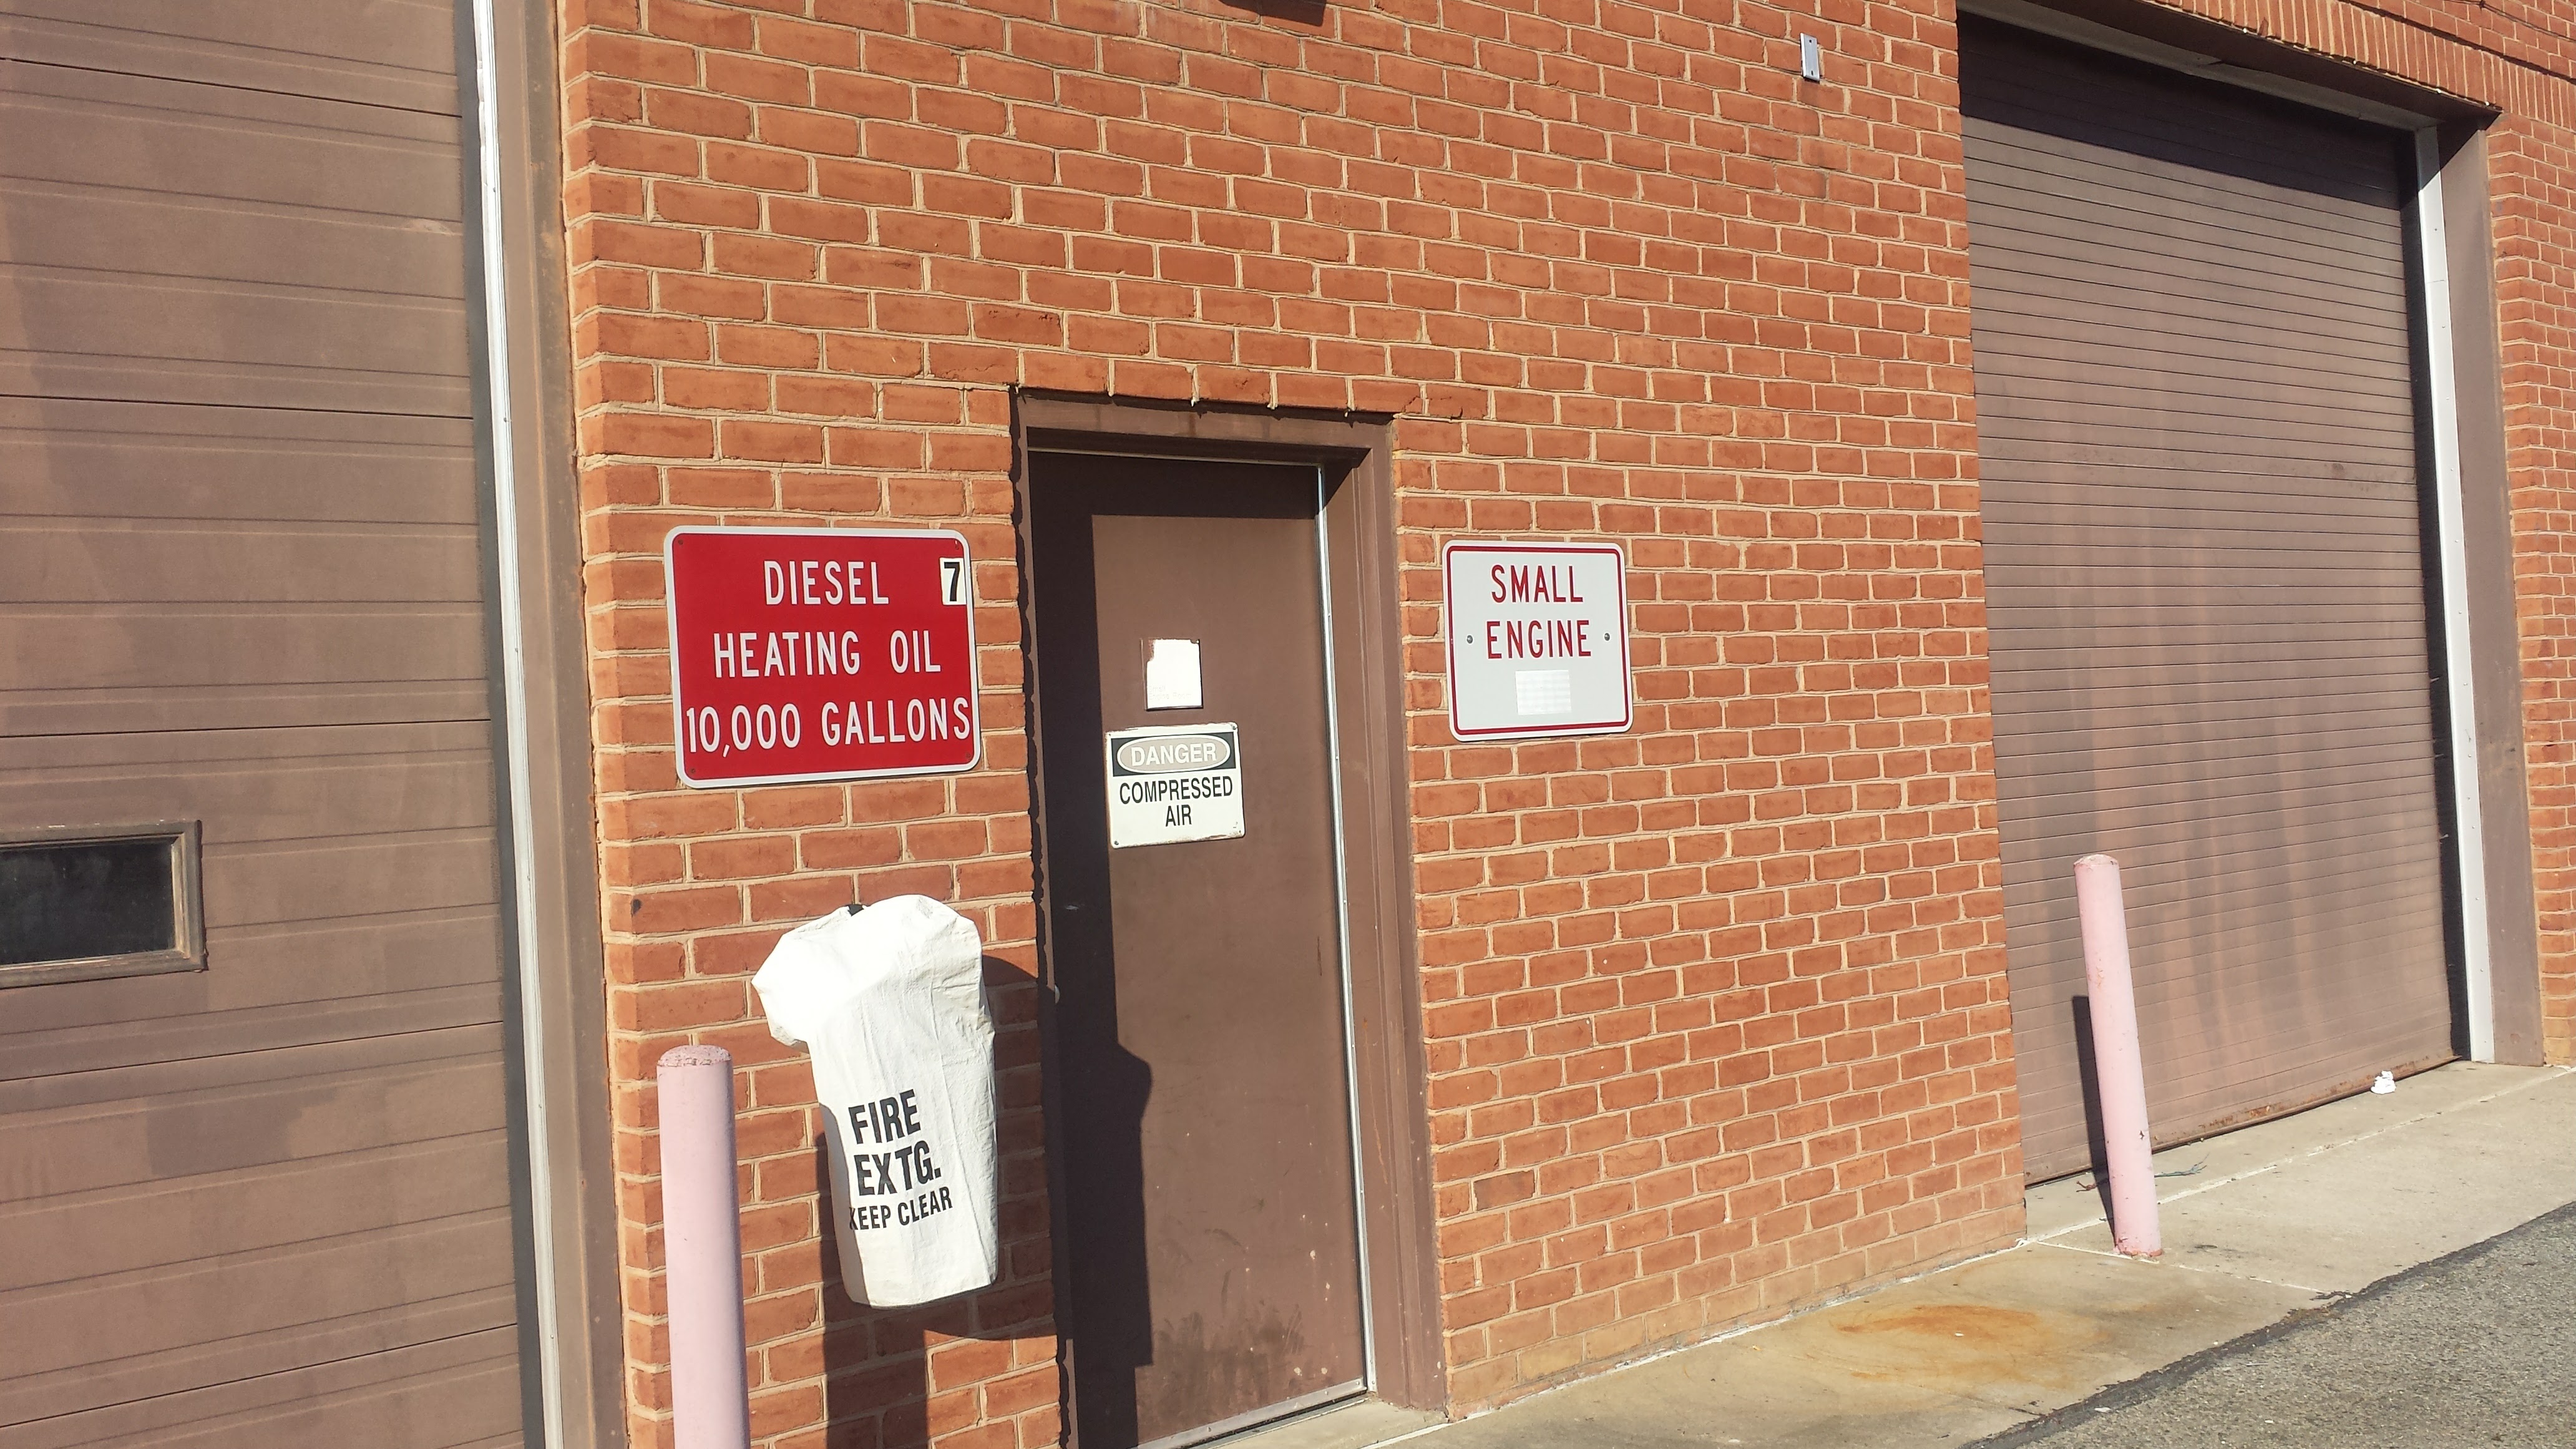 DIESEL 7
HEATING OIL
10,000 GALLONS
DANGER
COMPRESSED
AIR
SMALL
ENGINE
FIRE
EXTG.
KEEP CLEAR